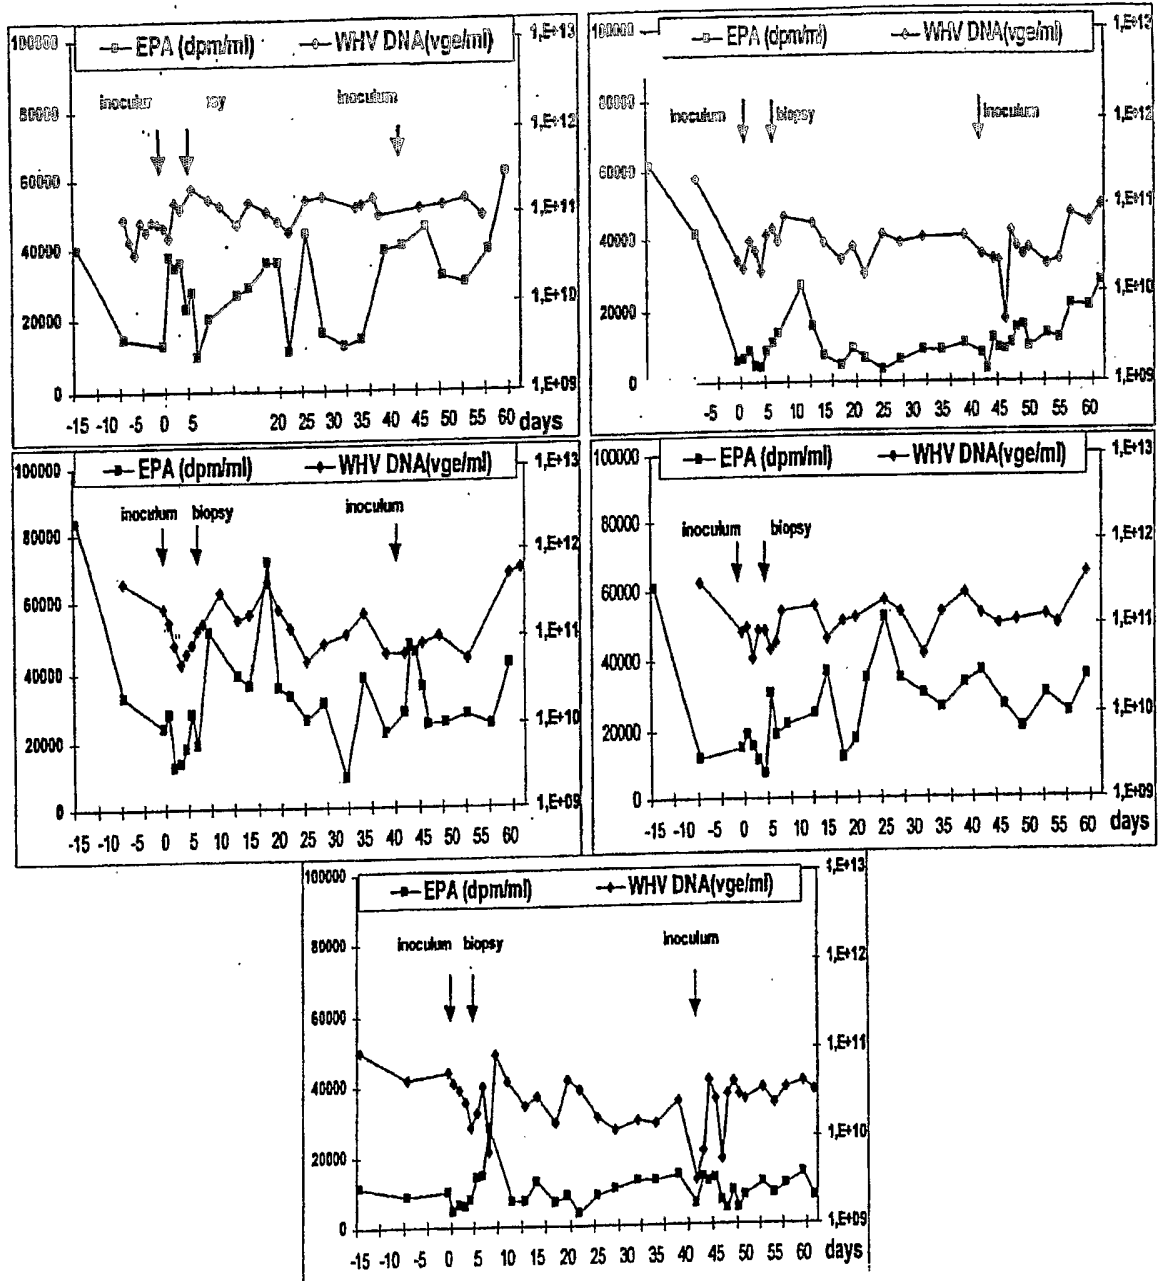 EPA (dpm/ml) WHV DNA(vge/ml)
100000 1,E+13
inoculur inoculum
80000 1,E+12
60000 1,E+11
40000
1,E+10
20000
0 1,E+09
-15 -10 -5 0 5 20 25 30 35 40 45 50 55 60 days
EPA (dpm/ml) WHV DNA(vge/ml)
100000 1,E+13
inoculum biopsy inoculum
80000 1,E+12
60000 1,E+11
40000
1,E+10
20000
0 1,E+09
-5 0 5 10 15 20 25 30 35 40 45 50 55 60
EPA (dpm/ml) WHV DNA(vge/ml)
100000 1,E+13
inoculum biopsy inoculum
80000 1,E+12
60000 1,E+11
40000
1,E+10
20000
0 1,E+09
-15 -10 -5 0 5 10 15 20 25 30 35 40 45 50 55 60
EPA (dpm/ml) WHV DNA(vge/ml)
100000 1,E+13
inoculum biopsy
80000 1,E+12
60000 1,E+11
40000
1,E+10
20000
0 1,E+09
-15 -10 -5 0 5 10 15 20 25 30 35 40 45 50 55 60 days
EPA (dpm/ml) WHV DNA(vge/ml)
100000 1,E+13
inoculum biopsy inoculum
80000 1,E+12
60000 1,E+11
40000
1,E+10
20000
0 1,E+09
-15 -10 -5 0 5 10 15 20 25 30 35 40 45 50 55 60 days